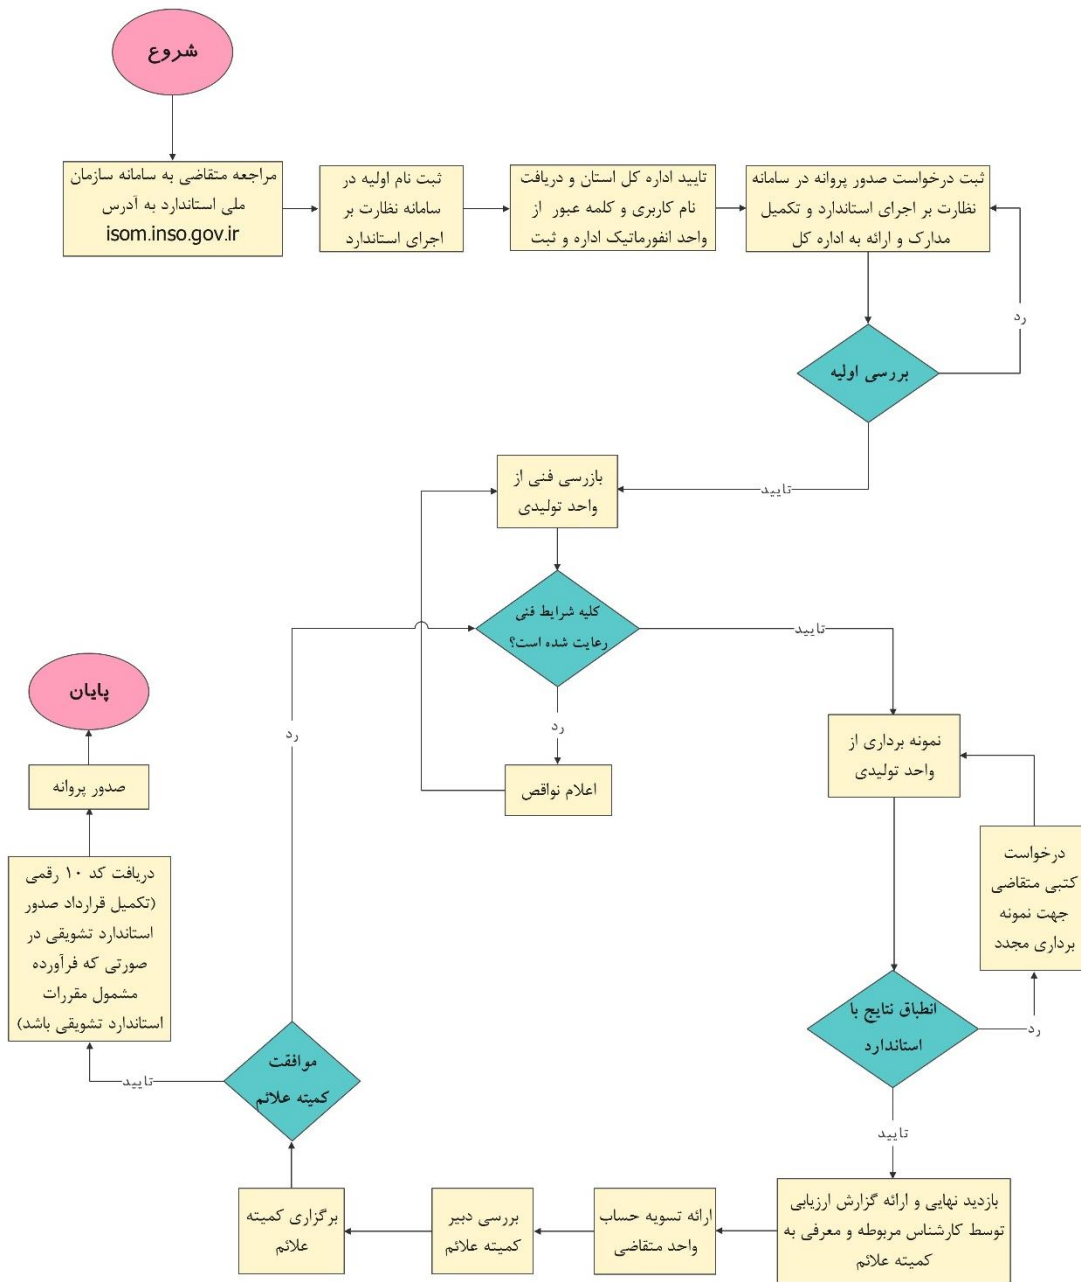 شروع
مراجعه متقاضی به سامانه سازمان
ملی استاندارد به آدرس
isom.inso.gov.ir
ثبت نام اولیه در
سامانه نظارت بر
اجرای استاندارد
تایید اداره کل استان و دریافت
نام کاربری و کلمه عبور از
واحد انفورماتیک اداره و ثبت
ثبت درخواست صدور پروانه در سامانه
نظارت بر اجرای استاندارد و تکمیل
مدارک و ارائه به اداره کل
رد
بررسی اولیه
تایید
بازرسی فنی از
واحد تولیدی
کلیه شرایط فنی
رعایت شده است؟
تایید
رد
اعلام نواقص
نمونه برداری از
واحد تولیدی
درخواست
کتبی متقاضی
جهت نمونه
برداری مجدد
انطباق نتایج با
استاندارد
رد
تایید
بازدید نهایی و ارائه گزارش ارزیابی
توسط کارشناس مربوطه و معرفی به
کمیته علائم
ارائه تسویه حساب
واحد متقاضی
بررسی دبیر
کمیته علائم
برگزاری کمیته
علائم
موافقت
کمیته علائم
رد
تایید
دریافت کد ۱۰ رقمی
(تکمیل قرارداد صدور
استاندارد تشویقی در
صورتی که فرآورده
مشمول مقررات
استاندارد تشویقی باشد)
صدور پروانه
پایان